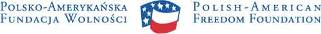 POLSKO-AMERYKAŃSKA
FUNDACJA WOLNOŚCI
POLISH-AMERICAN
FREEDOM FOUNDATION